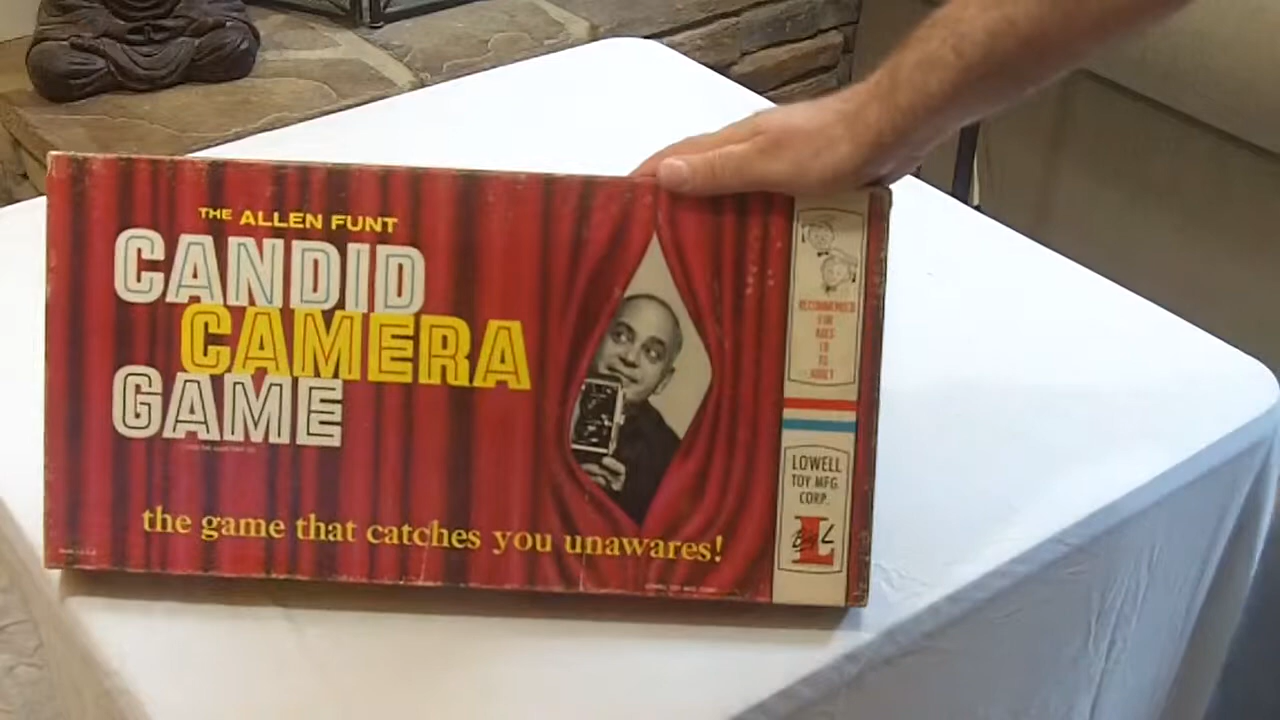 THE ALLEN FUNT
CANDID
CAMERA
GAME
the game that catches you unawares!
RECOMMENDED
FOR
AGES
10
TO
ADULT
LOWELL
TOY MFG.
CORP.
L